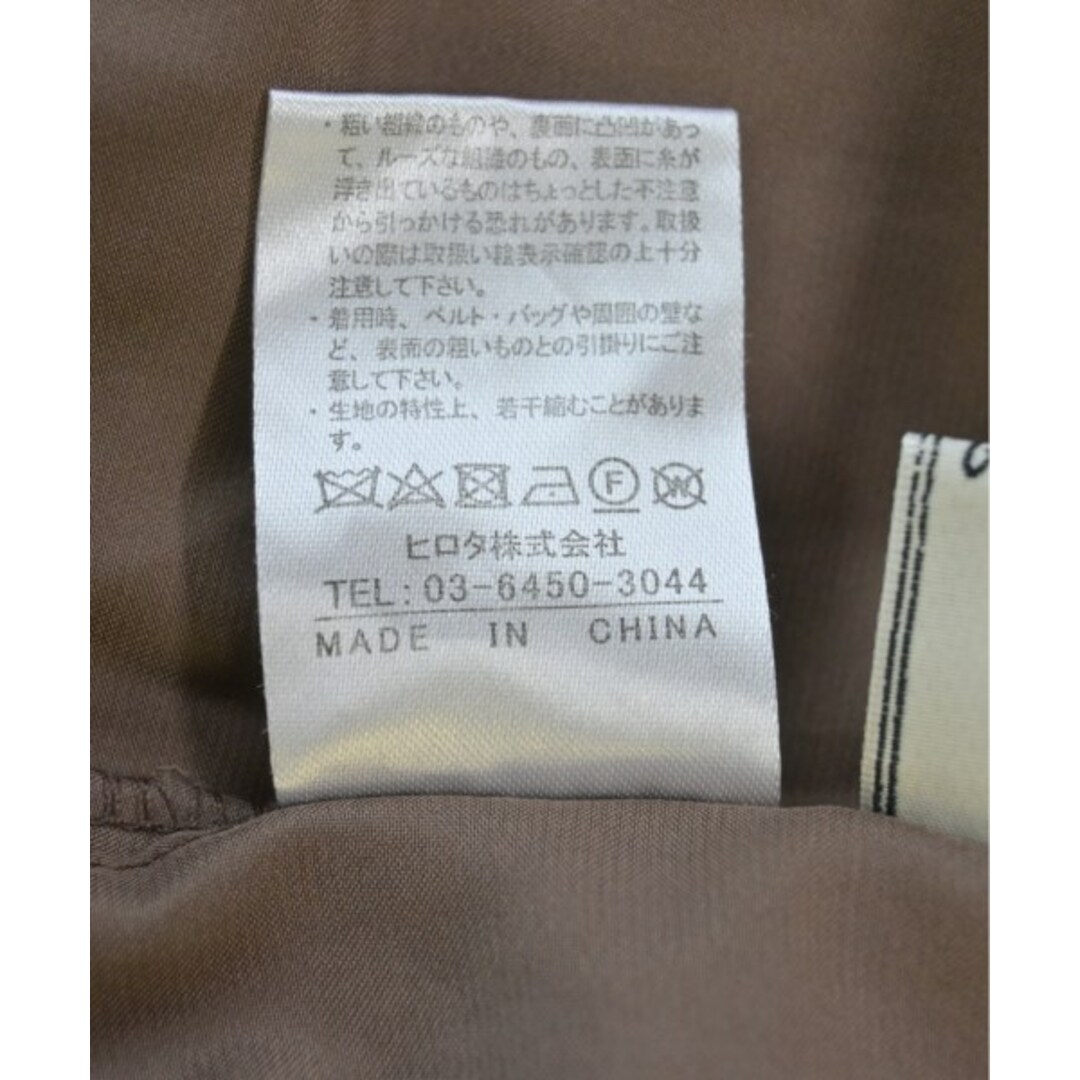 ・粗い組織のものや、裏面に凸凹があっ
て、ルーズな組織のもの、表面に糸が
浮き出ているものはちょっとした不注意
から引っかける恐れがあります。取扱
いの際は取扱い絵表示確認の上十分
注意して下さい。
・着用時、ベルト・バッグや周囲の壁な
ど、表面の粗いものとの引掛りにご注
意して下さい。
・生地の特性上、若干縮むことがありま
す。
F W
ヒロタ株式会社
TEL:03-6450-3044
MADE IN CHINA